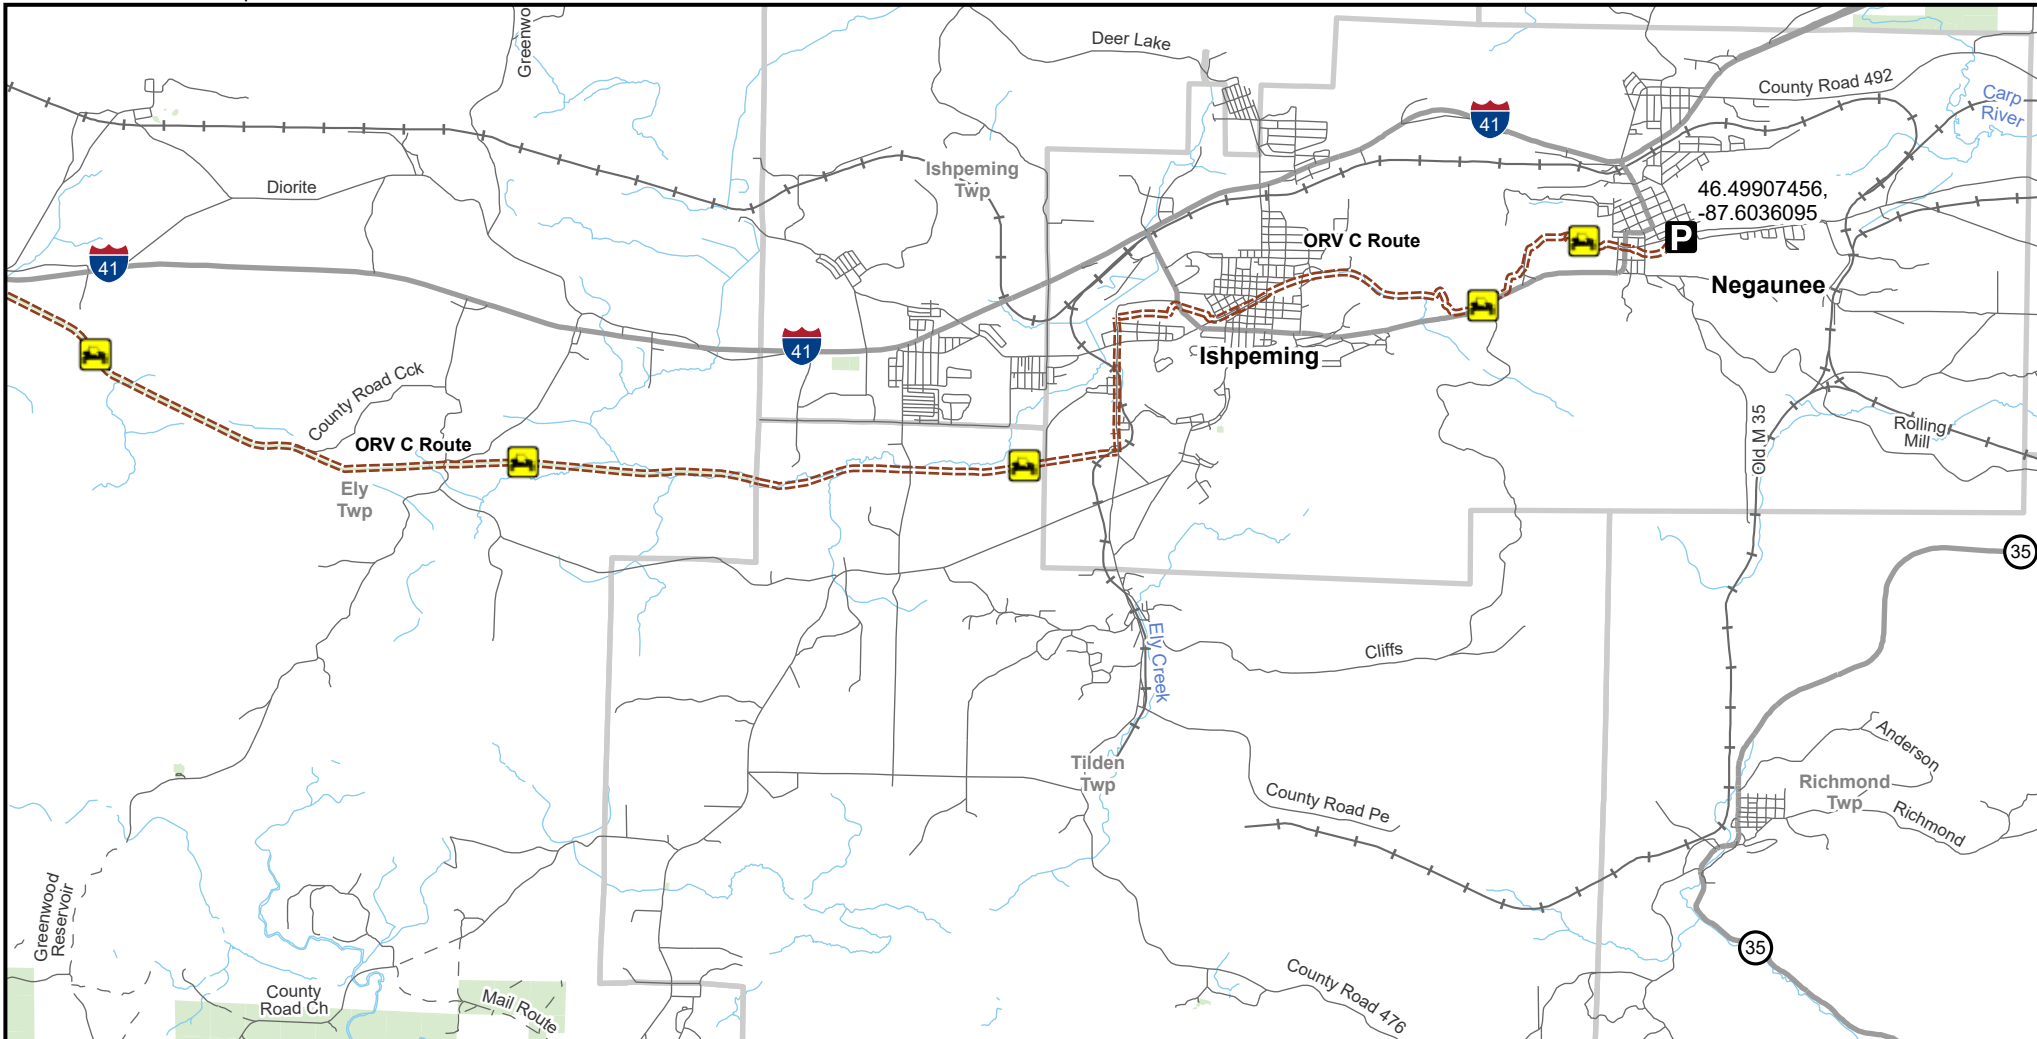 Greenwo
Deer Lake
County Road 492
Carp
River
41
Ishpeming
Twp
Diorite
46.49907456,
-87.6036095
P
ORV C Route
41
Negaunee
41
Ishpeming
County Road Cck
Old M 35
Rolling
Mill
ORV C Route
Ely
Twp
35
Ely Creek
Cliffs
Tilden
Twp
Anderson
Richmond
Twp
Richmond
County Road Pe
Greenwood
Reservoir
35
County
Road Ch
Mail Route
County Road 476